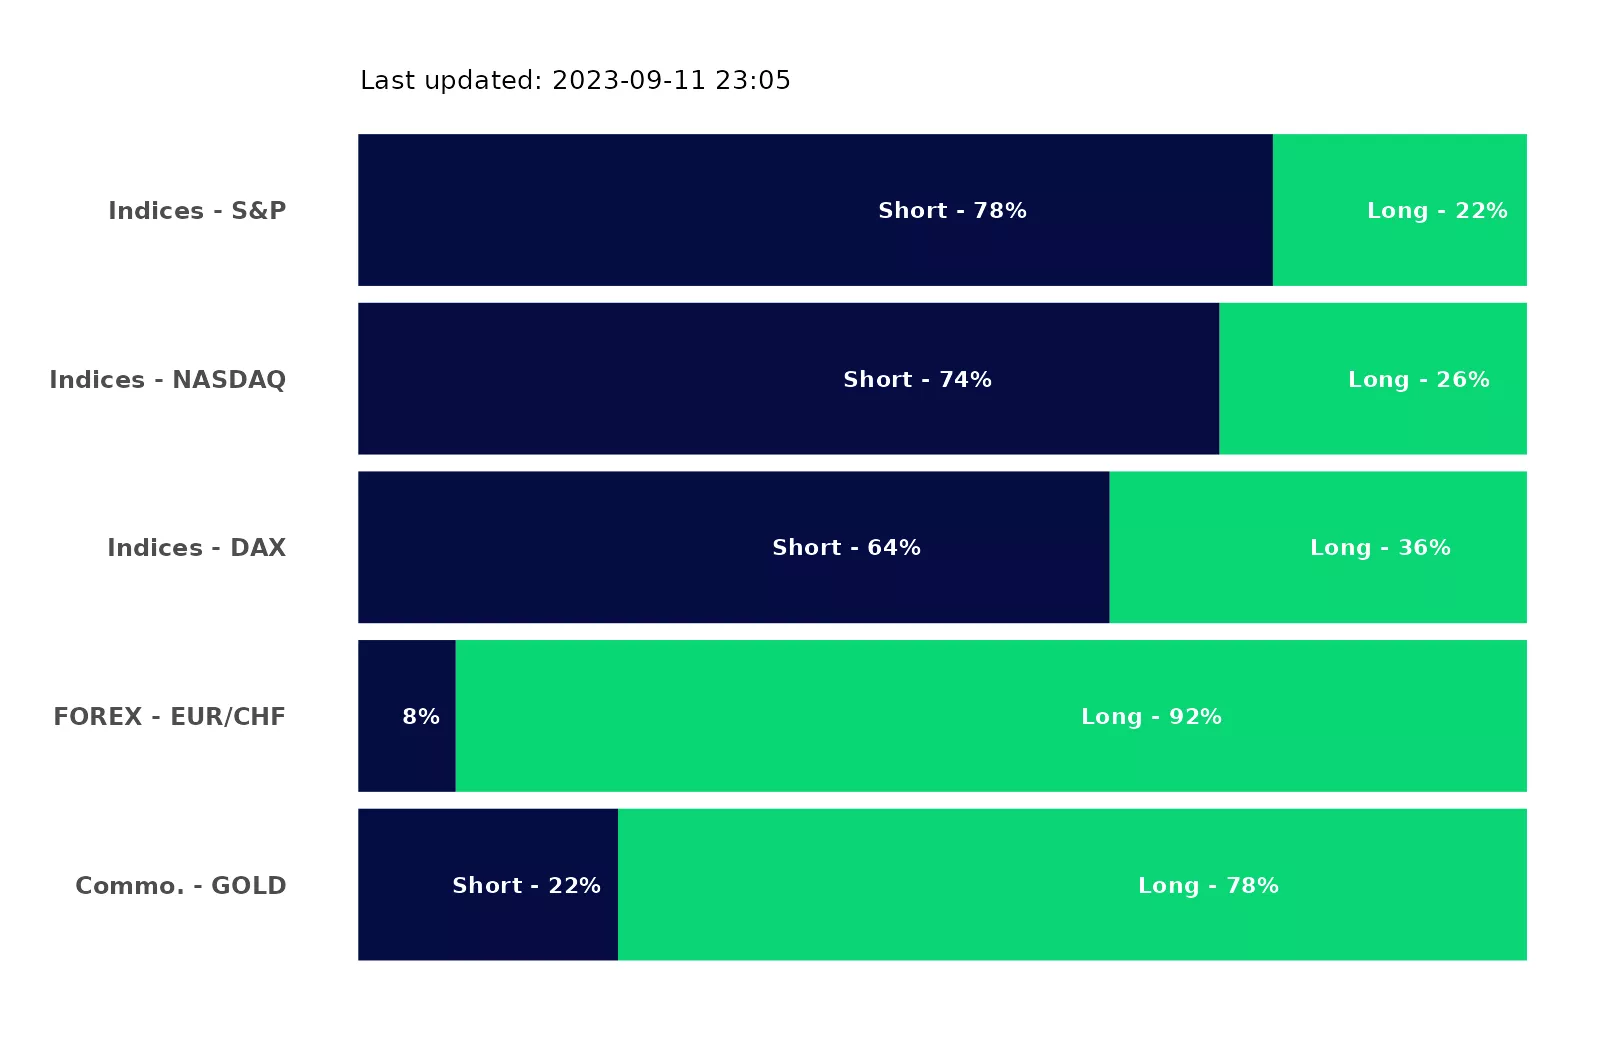 Last updated: 2023-09-11 23:05
Indices - S&P Short - 78% Long - 22%
Indices - NASDAQ Short - 74% Long - 26%
Indices - DAX Short - 64% Long - 36%
FOREX - EUR/CHF 8% Long - 92%
Commo. - GOLD Short - 22% Long - 78%